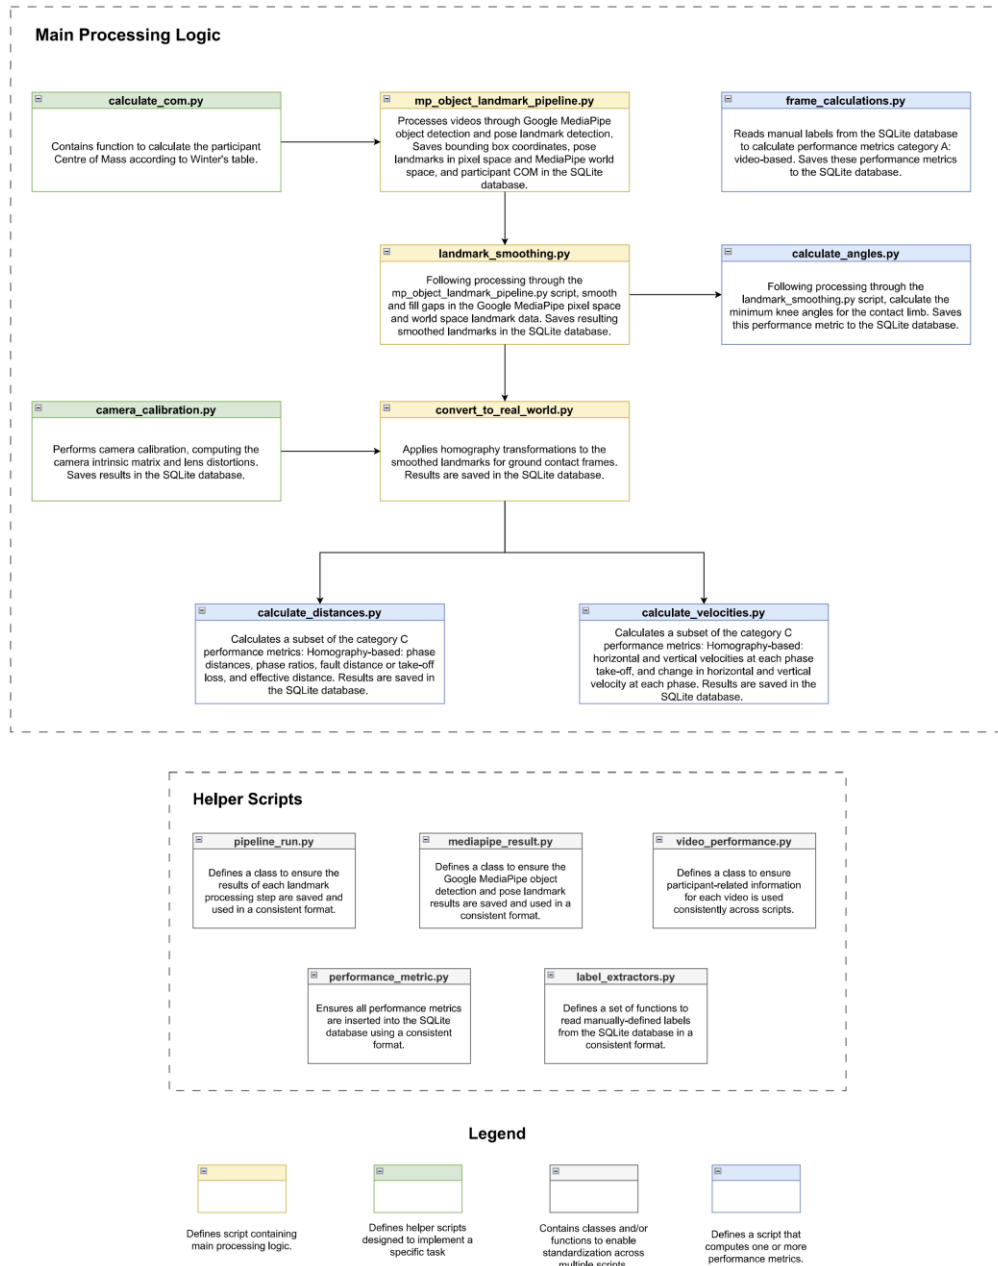 Main Processing Logic
calculate_com.py
Contains function to calculate the participant
Centre of Mass according to Winter's table.
mp_object_landmark_pipeline.py
Processes videos through Google MediaPipe
object detection and pose landmark detection.
Saves bounding box coordinates, pose
landmarks in pixel space and MediaPipe world
space, and participant COM in the SQLite
database.
frame_calculations.py
Reads manual labels from the SQLite database
to calculate performance metrics category A:
video-based. Saves these performance metrics
to the SQLite database.
landmark_smoothing.py
Following processing through the
mp_object_landmark_pipeline.py script, smooth
and fill gaps in the Google MediaPipe pixel space
and world space landmark data. Saves resulting
smoothed landmarks in the SQLite database.
calculate_angles.py
Following processing through the
landmark_smoothing.py script, calculate the
minimum knee angles for the contact limb. Saves
this performance metric to the SQLite database.
camera_calibration.py
Performs camera calibration, computing the
camera intrinsic matrix and lens distortions.
Saves results in the SQLite database.
convert_to_real_world.py
Applies homography transformations to the
smoothed landmarks for ground contact frames.
Results are saved in the SQLite database.
calculate_distances.py
Calculates a subset of the category C
performance metrics: Homography-based: phase
distances, phase ratios, fault distance or take-off
loss, and effective distance. Results are saved in
the SQLite database.
calculate_velocities.py
Calculates a subset of the category C
performance metrics: Homography-based:
horizontal and vertical velocities at each phase
take-off, and change in horizontal and vertical
velocity at each phase. Results are saved in the
SQLite database.
Helper Scripts
pipeline_run.py
Defines a class to ensure the
results of each landmark
processing step are saved and
used in a consistent format.
mediapipe_result.py
Defines a class to ensure the
Google MediaPipe object
detection and pose landmark
results are saved and used in a
consistent format.
video_performance.py
Defines a class to ensure
participant-related information
for each video is used
consistently across scripts.
performance_metric.py
Ensures all performance metrics
are inserted into the SQLite
database using a consistent
format.
label_extractors.py
Defines a set of functions to
read manually-defined labels
from the SQLite database in a
consistent format.
Legend
Defines script containing
main processing logic.
Defines helper scripts
designed to implement a
specific task
Contains classes and/or
functions to enable
standardization across
multiple scripts
Defines a script that
computes one or more
performance metrics.